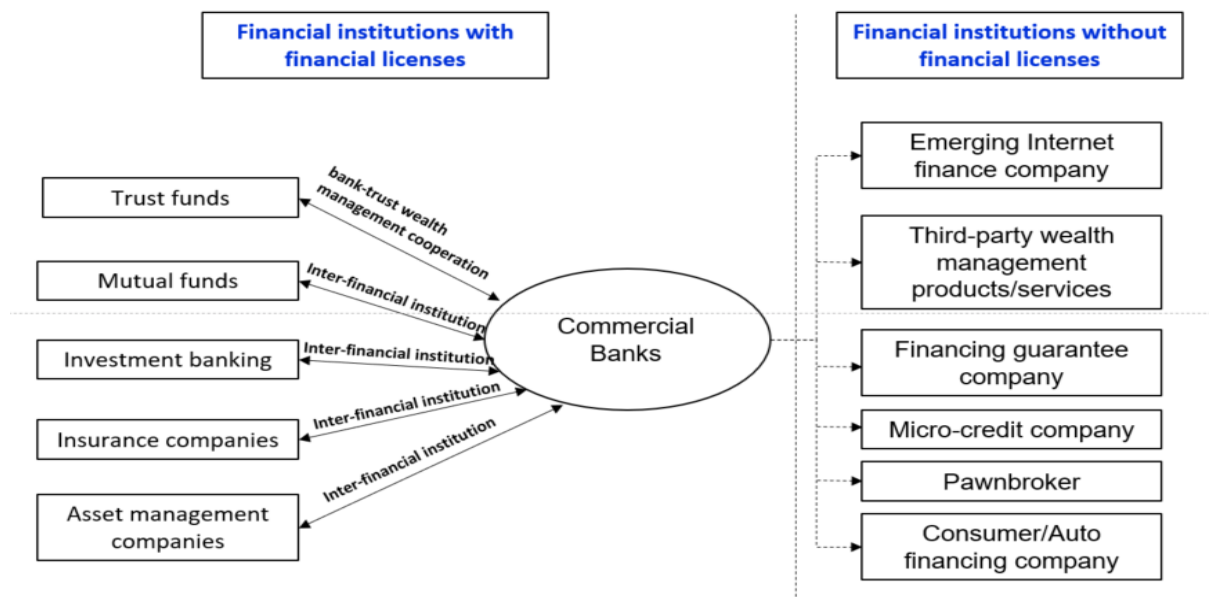 Financial institutions with
financial licenses
Financial institutions without
financial licenses
Trust funds
Mutual funds
Investment banking
Insurance companies
Asset management
companies
bank-trust wealth
management cooperation
Inter-financial institution
Inter-financial institution
Inter-financial institution
Inter-financial institution
Commercial
Banks
Emerging Internet
finance company
Third-party wealth
management
products/services
Financing guarantee
company
Micro-credit company
Pawnbroker
Consumer/Auto
financing company